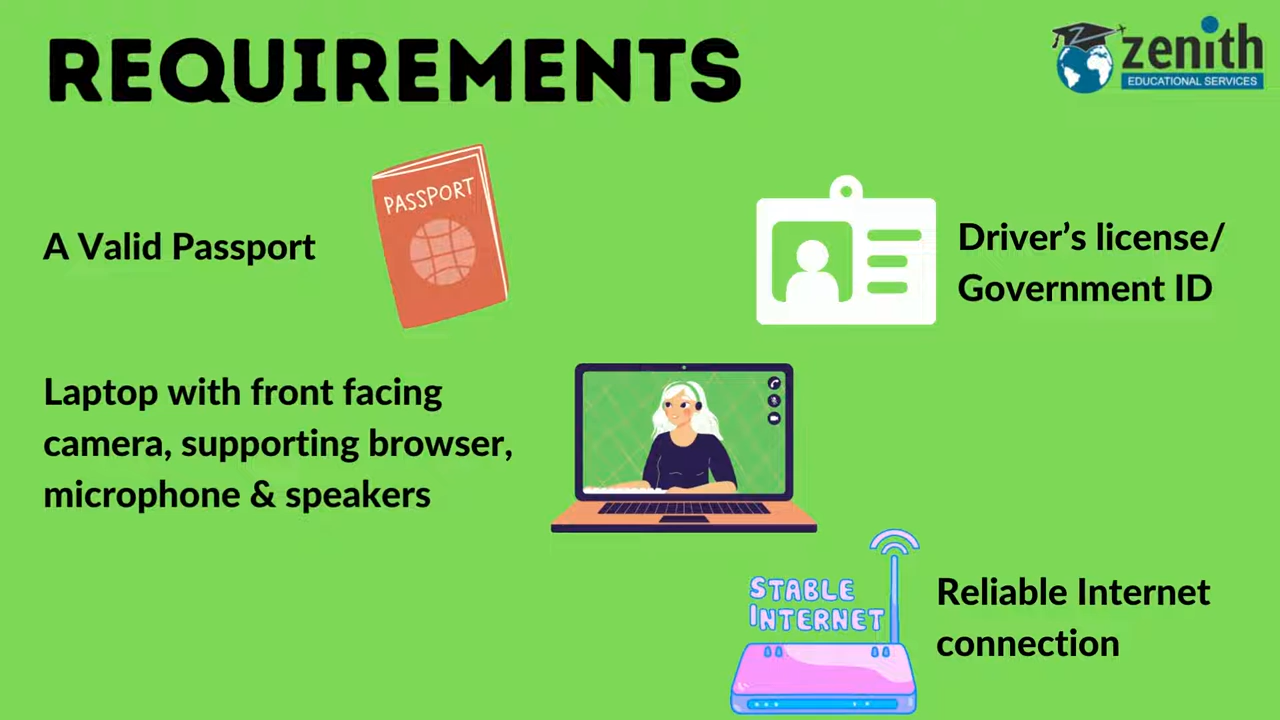 REQUIREMENTS
zenith
EDUCATIONAL SERVICES
PASSPORT
A Valid Passport
Driver’s license/
Government ID
Laptop with front facing
camera, supporting browser,
microphone & speakers
STABLE
INTERNET
Reliable Internet
connection